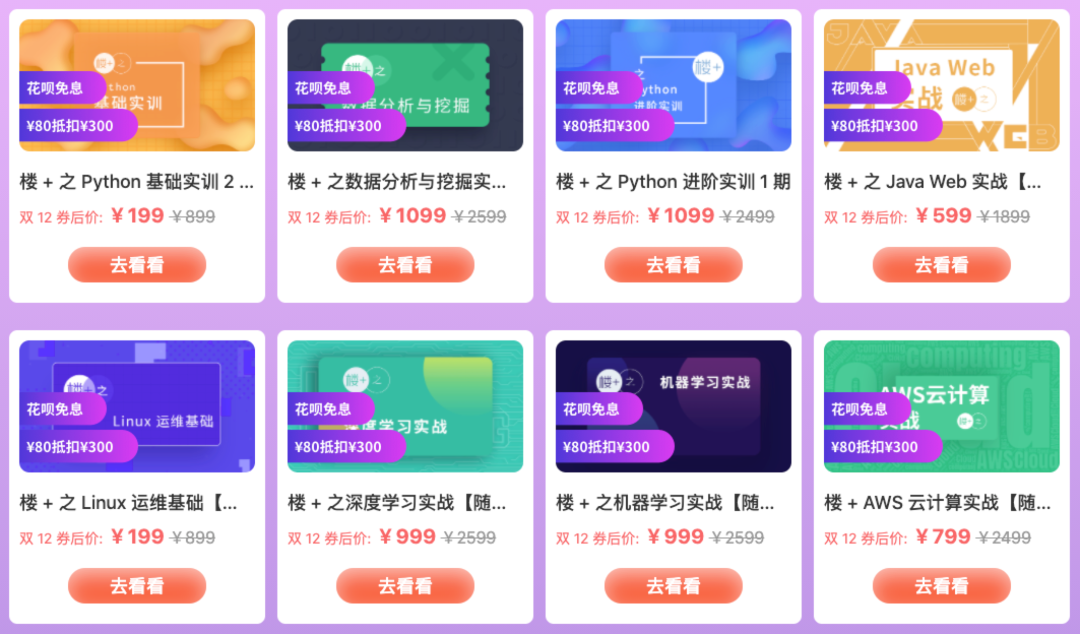 楼+之
Python
基础实训
花呗免息
¥80抵扣¥300
楼 + 之 Python 基础实训 2 ...
双 12 券后价: ¥199 ¥899
去看看
楼+之
数据分析与挖掘
花呗免息
¥80抵扣¥300
楼 + 之数据分析与挖掘实...
双 12 券后价: ¥1099 ¥2599
去看看
楼+
之
Python
进阶实训
花呗免息
¥80抵扣¥300
楼 + 之 Python 进阶实训 1 期
双 12 券后价: ¥1099 ¥2499
去看看
JAVA
Java Web
实战 楼+之
WEB
花呗免息
¥80抵扣¥300
楼 + 之 Java Web 实战【...
双 12 券后价: ¥599 ¥1899
去看看
楼+之
Linux 运维基础
花呗免息
¥80抵扣¥300
楼 + 之 Linux 运维基础【...
双 12 券后价: ¥199 ¥899
去看看
楼+之
深度学习实战
花呗免息
¥80抵扣¥300
楼 + 之深度学习实战【随...
双 12 券后价: ¥999 ¥2599
去看看
楼+之 机器学习实战
花呗免息
¥80抵扣¥300
楼 + 之机器学习实战【随...
双 12 券后价: ¥999 ¥2599
去看看
computing
AWS云计算
实战 楼+之
AWScloud
花呗免息
¥80抵扣¥300
楼 + AWS 云计算实战【随...
双 12 券后价: ¥799 ¥2499
去看看